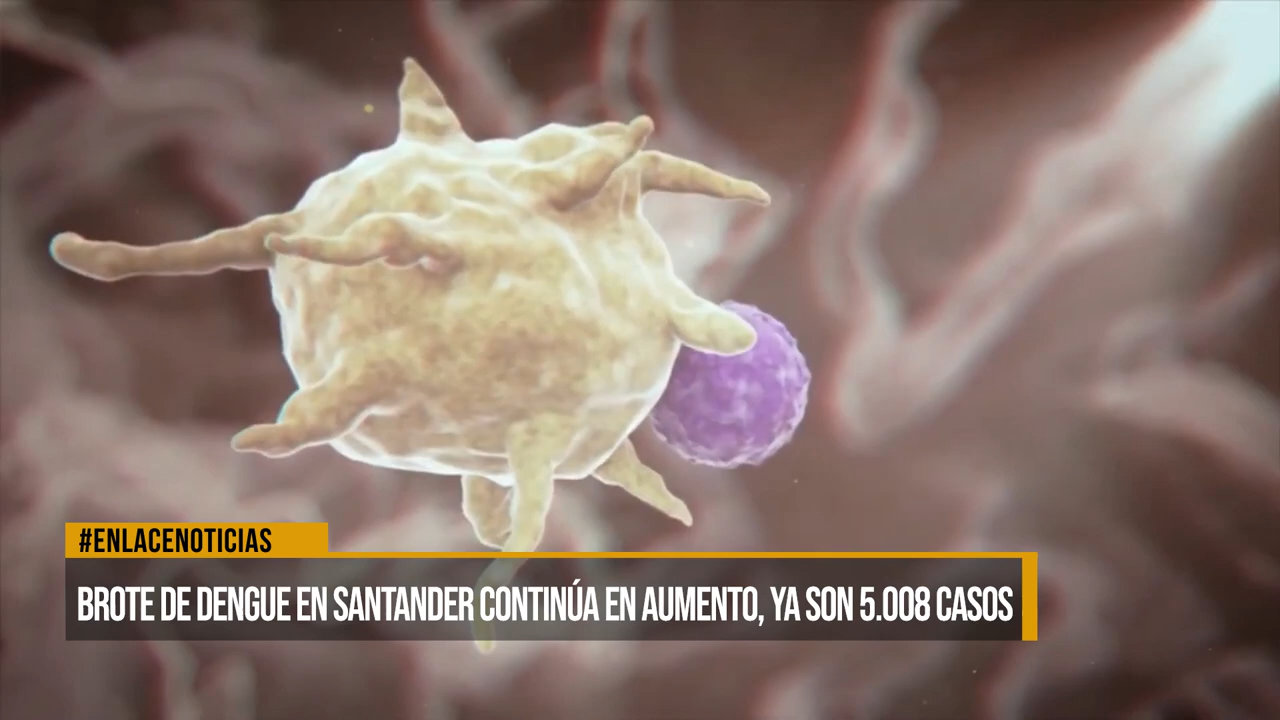 #ENLACENOTICIAS
BROTE DE DENGUE EN SANTANDER CONTINÚA EN AUMENTO, YA SON 5.008 CASOS